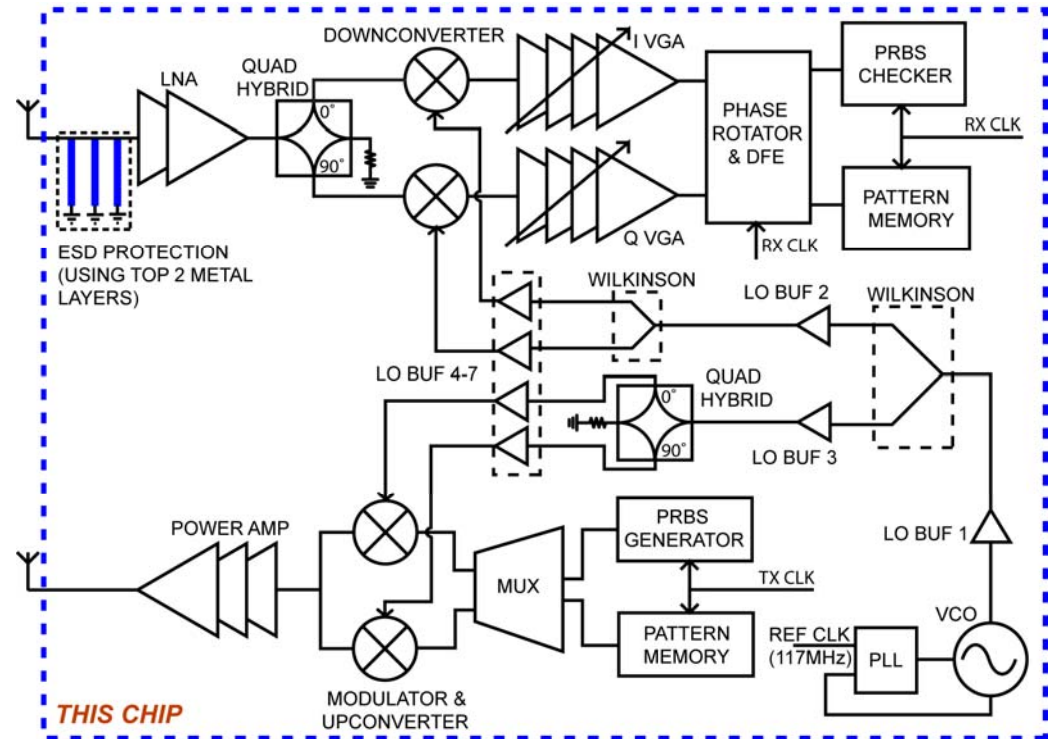 DOWNCONVERTER
I VGA
LNA
QUAD
HYBRID
0°
90°
PRBS
CHECKER
PHASE
ROTATOR
& DFE
RX CLK
PATTERN
MEMORY
Q VGA
RX CLK
ESD PROTECTION
(USING TOP 2 METAL
LAYERS)
WILKINSON
LO BUF 2
WILKINSON
LO BUF 4-7
QUAD
HYBRID
0°
90°
LO BUF 3
POWER AMP
PRBS
GENERATOR
LO BUF 1
MUX
TX CLK
PATTERN
MEMORY
VCO
REF CLK
(117MHz)
PLL
MODULATOR &
UPCONVERTER
THIS CHIP